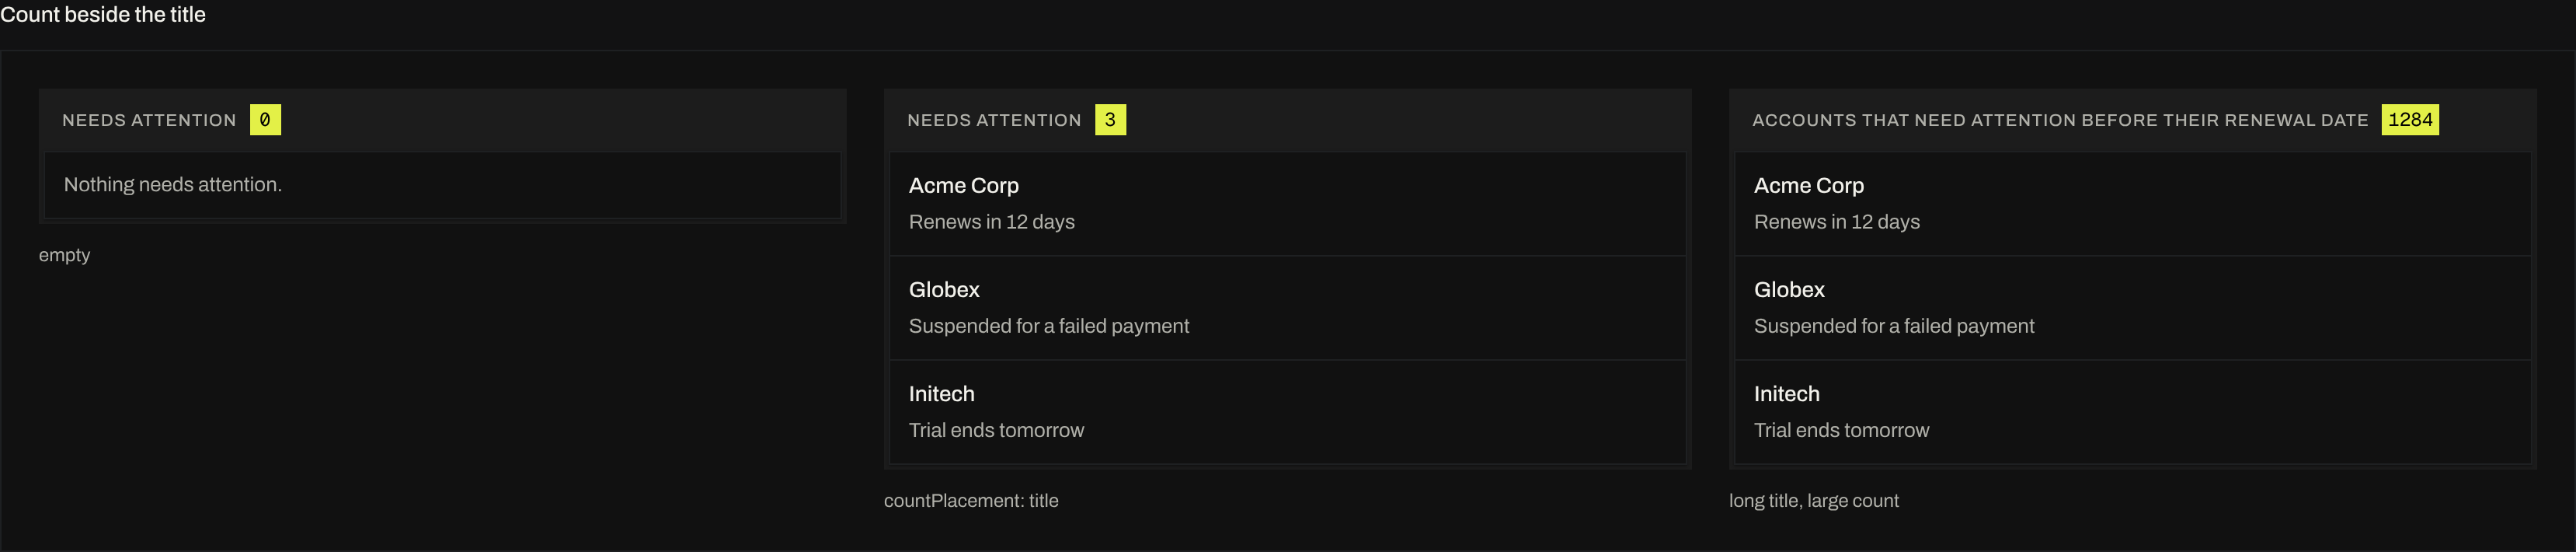 Count beside the title
NEEDS ATTENTION 0
Nothing needs attention.
empty
NEEDS ATTENTION 3
Acme Corp
Renews in 12 days
Globex
Suspended for a failed payment
Initech
Trial ends tomorrow
countPlacement: title
ACCOUNTS THAT NEED ATTENTION BEFORE THEIR RENEWAL DATE 1284
Acme Corp
Renews in 12 days
Globex
Suspended for a failed payment
Initech
Trial ends tomorrow
long title, large count